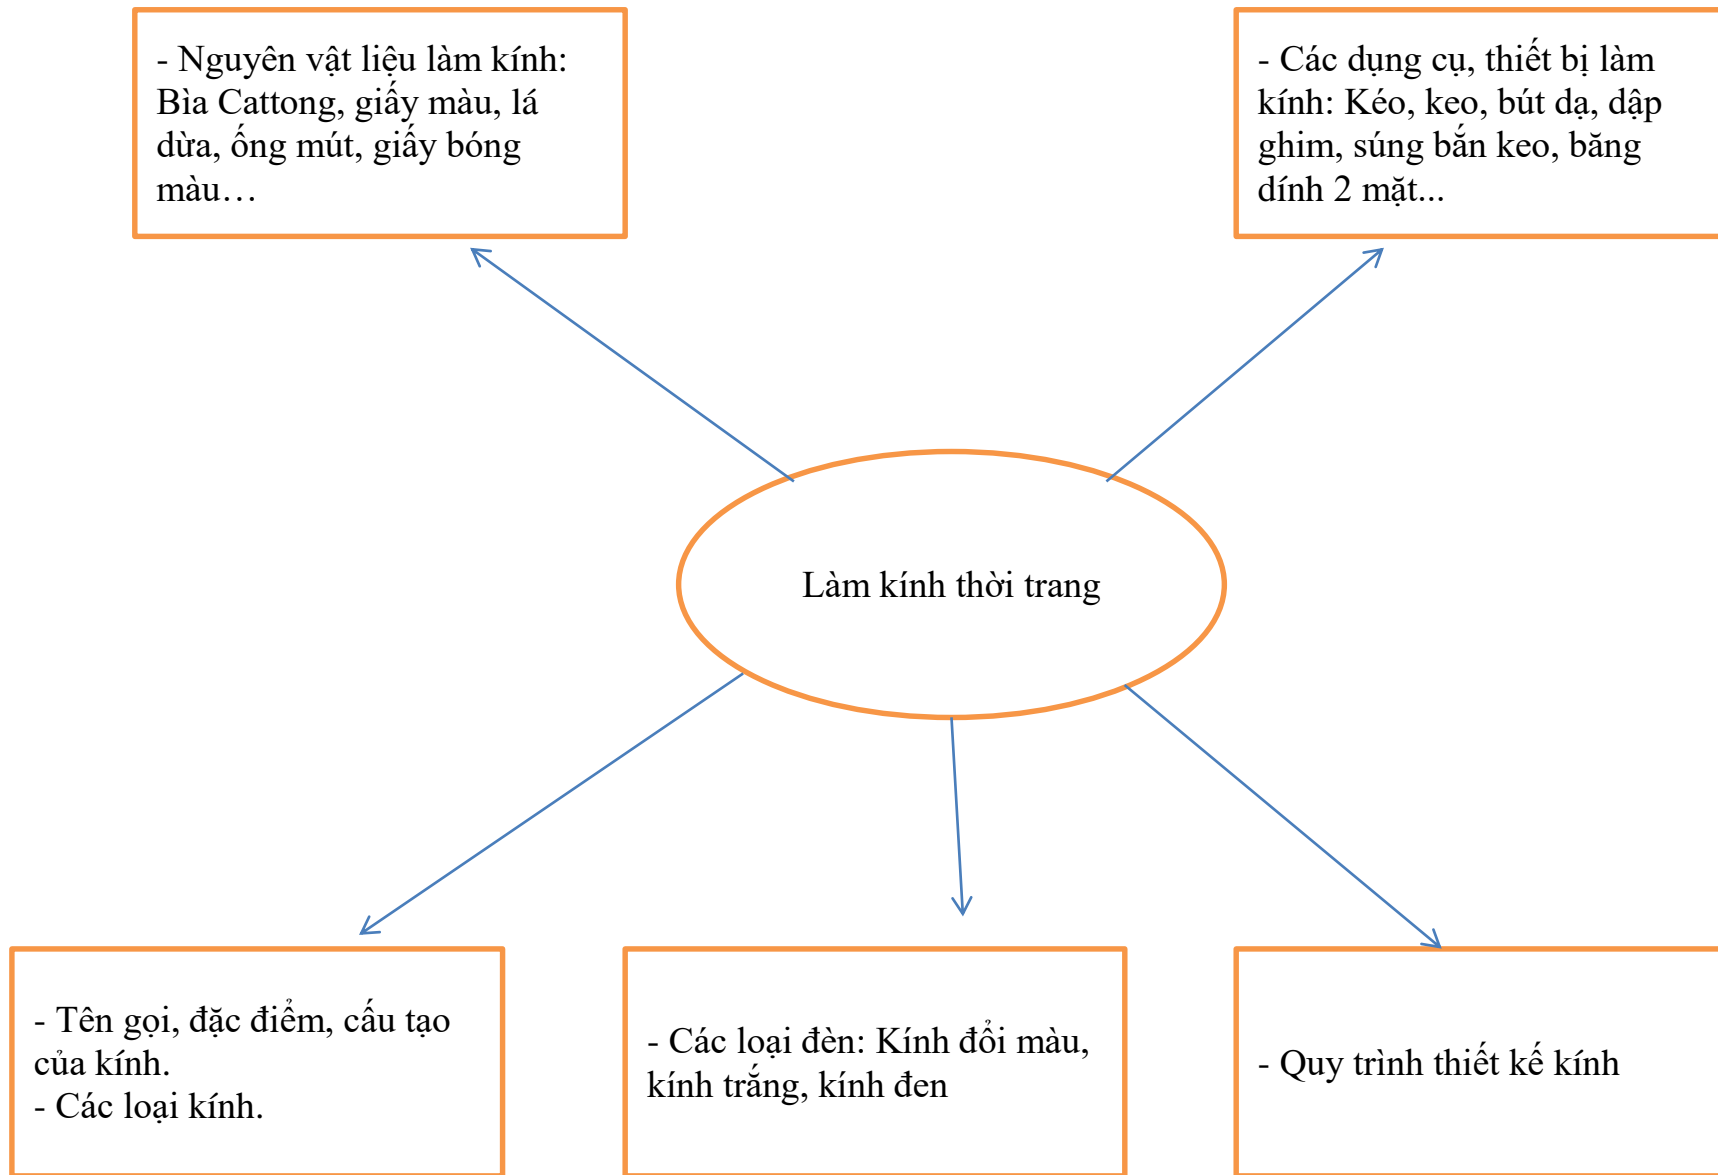 - Nguyên vật liệu làm kính:
Bìa Cattong, giấy màu, lá
dừa, ống mút, giấy bóng
màu…
- Các dụng cụ, thiết bị làm
kính: Kéo, keo, bút dạ, dập
ghim, súng bắn keo, băng
dính 2 mặt...
Làm kính thời trang
- Tên gọi, đặc điểm, cấu tạo
của kính.
- Các loại kính.
- Các loại đèn: Kính đổi màu,
kính trắng, kính đen
- Quy trình thiết kế kính